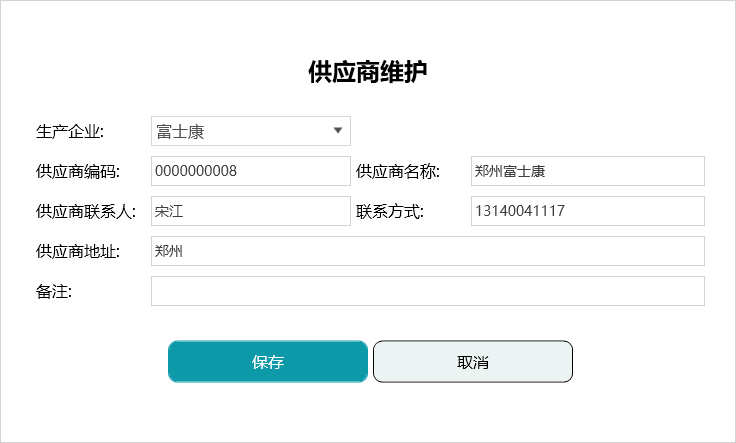 供应商维护
生产企业: 富士康
供应商编码: 0000000008 供应商名称: 郑州富士康
供应商联系人: 宋江 联系方式: 13140041117
供应商地址: 郑州
备注:
保存 取消